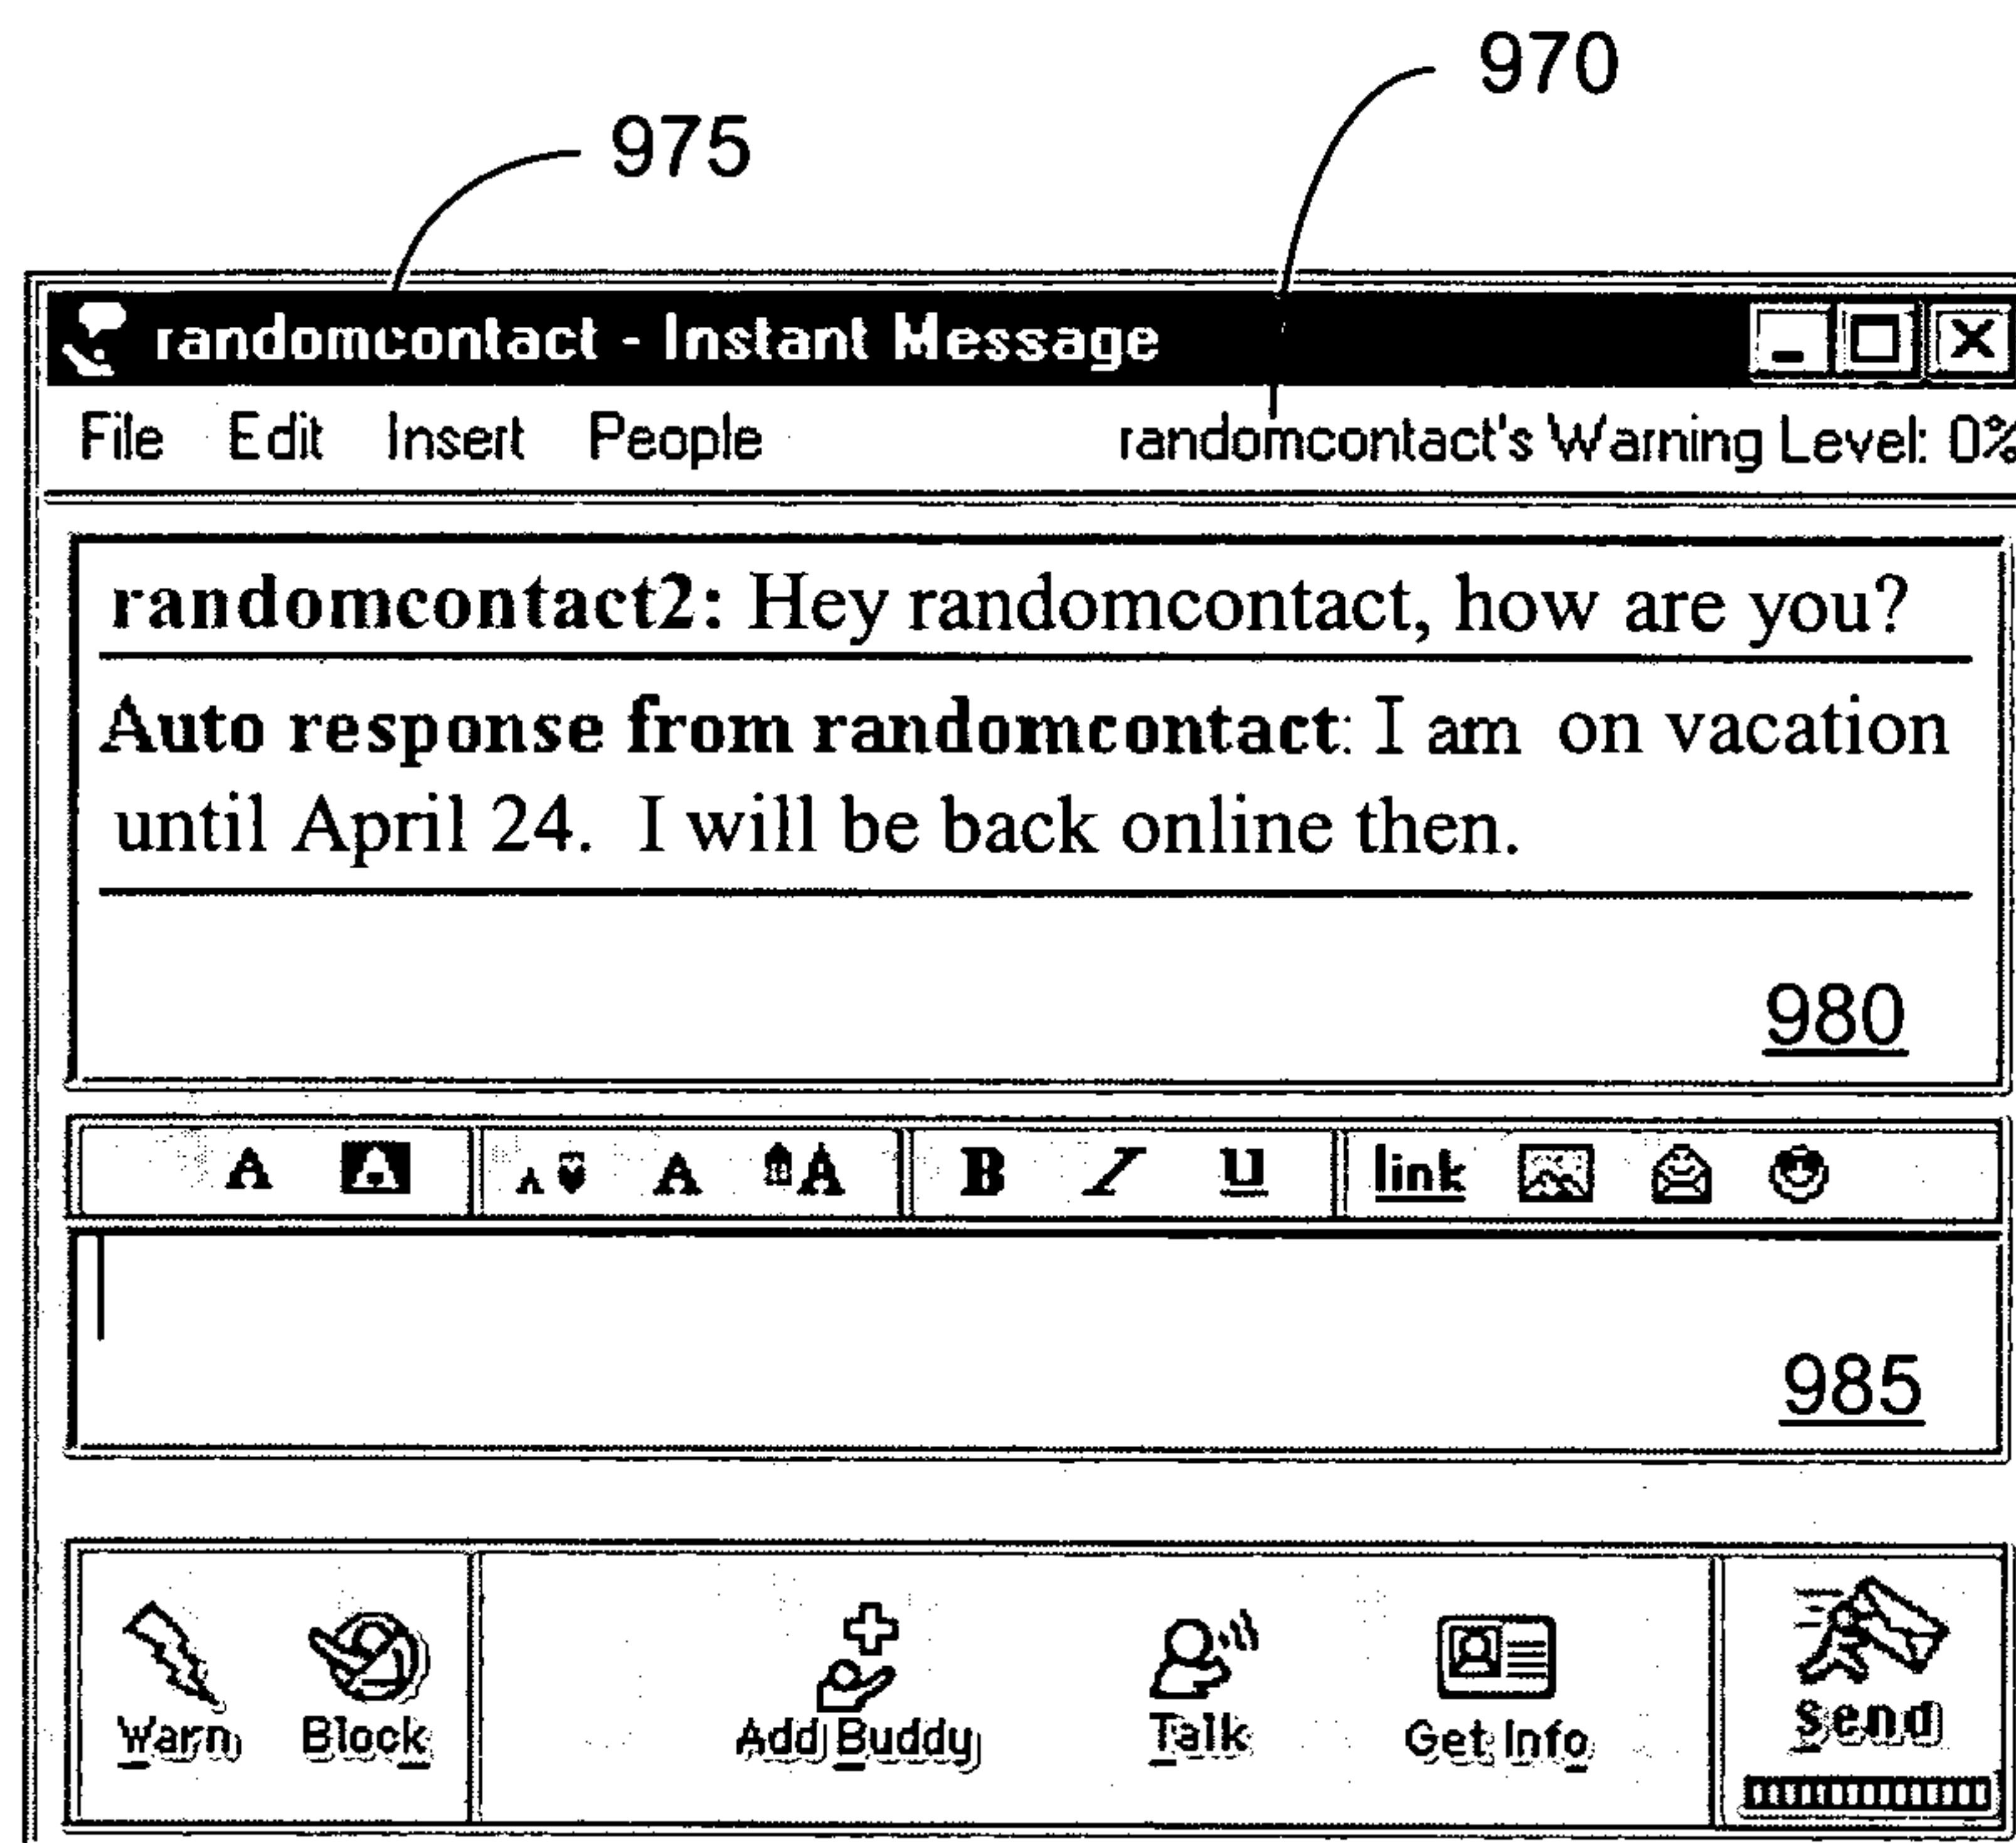 970
975
randomcontact - Instant Message
File Edit Insert People randomcontact's Warning Level: 0%
randomcontact2: Hey randomcontact, how are you?
Auto response from randomcontact: I am on vacation
until April 24. I will be back online then.
980
A A A A A B I U link
985
Warn Block Add Buddy Talk Get Info Send